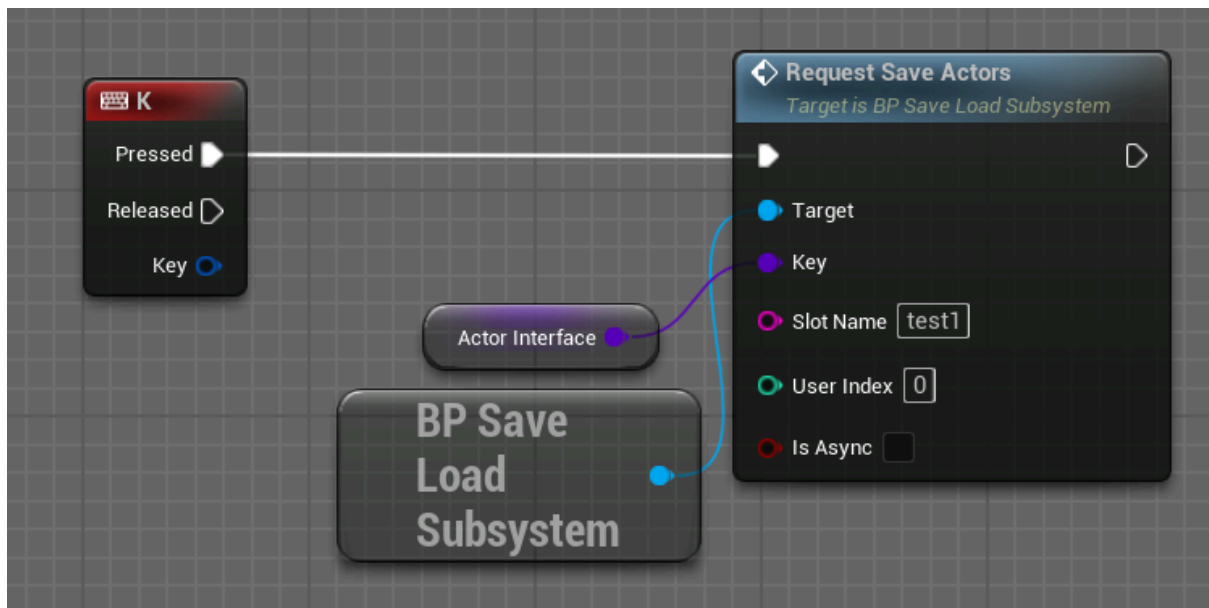 K
Pressed
Released
Key
Request Save Actors
Target is BP Save Load Subsystem
Target
Key
Slot Name test1
User Index 0
Is Async
Actor Interface
BP Save
Load
Subsystem